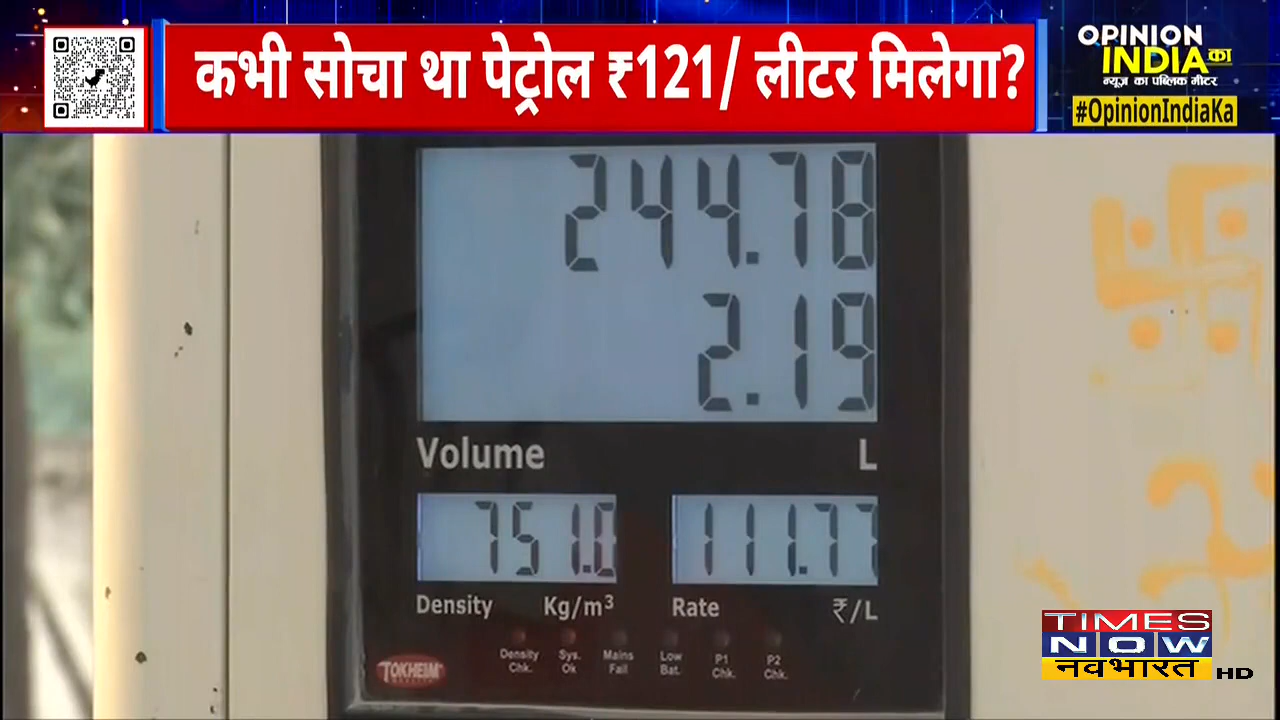 कभी सोचा था पेट्रोल ₹121/ लीटर मिलेगा?
OPINION
INDIA का
न्यूज़ का पब्लिक मीटर
#OpinionIndiaKa
244.78
2.19
Volume L
751.0 111.77
Density Kg/m³ Rate ₹/L
Density Chk. Sys. Ok Mains Fail Low Bat. P1 Chk. P2 Chk.
TOKHEIM
TIMES
NOW
नवभारत HD